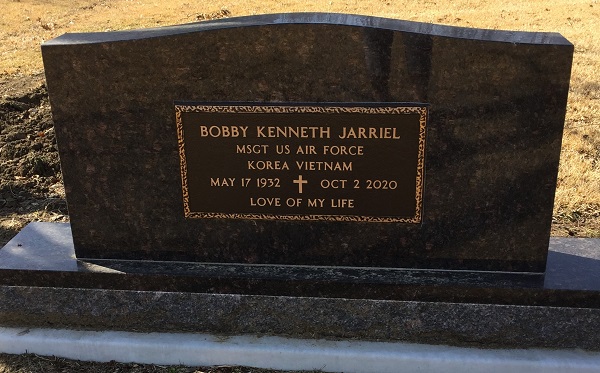 BOBBY KENNETH JARRIEL
MSGT US AIR FORCE
KOREA VIETNAM
MAY 17 1932 ✝ OCT 2 2020
LOVE OF MY LIFE